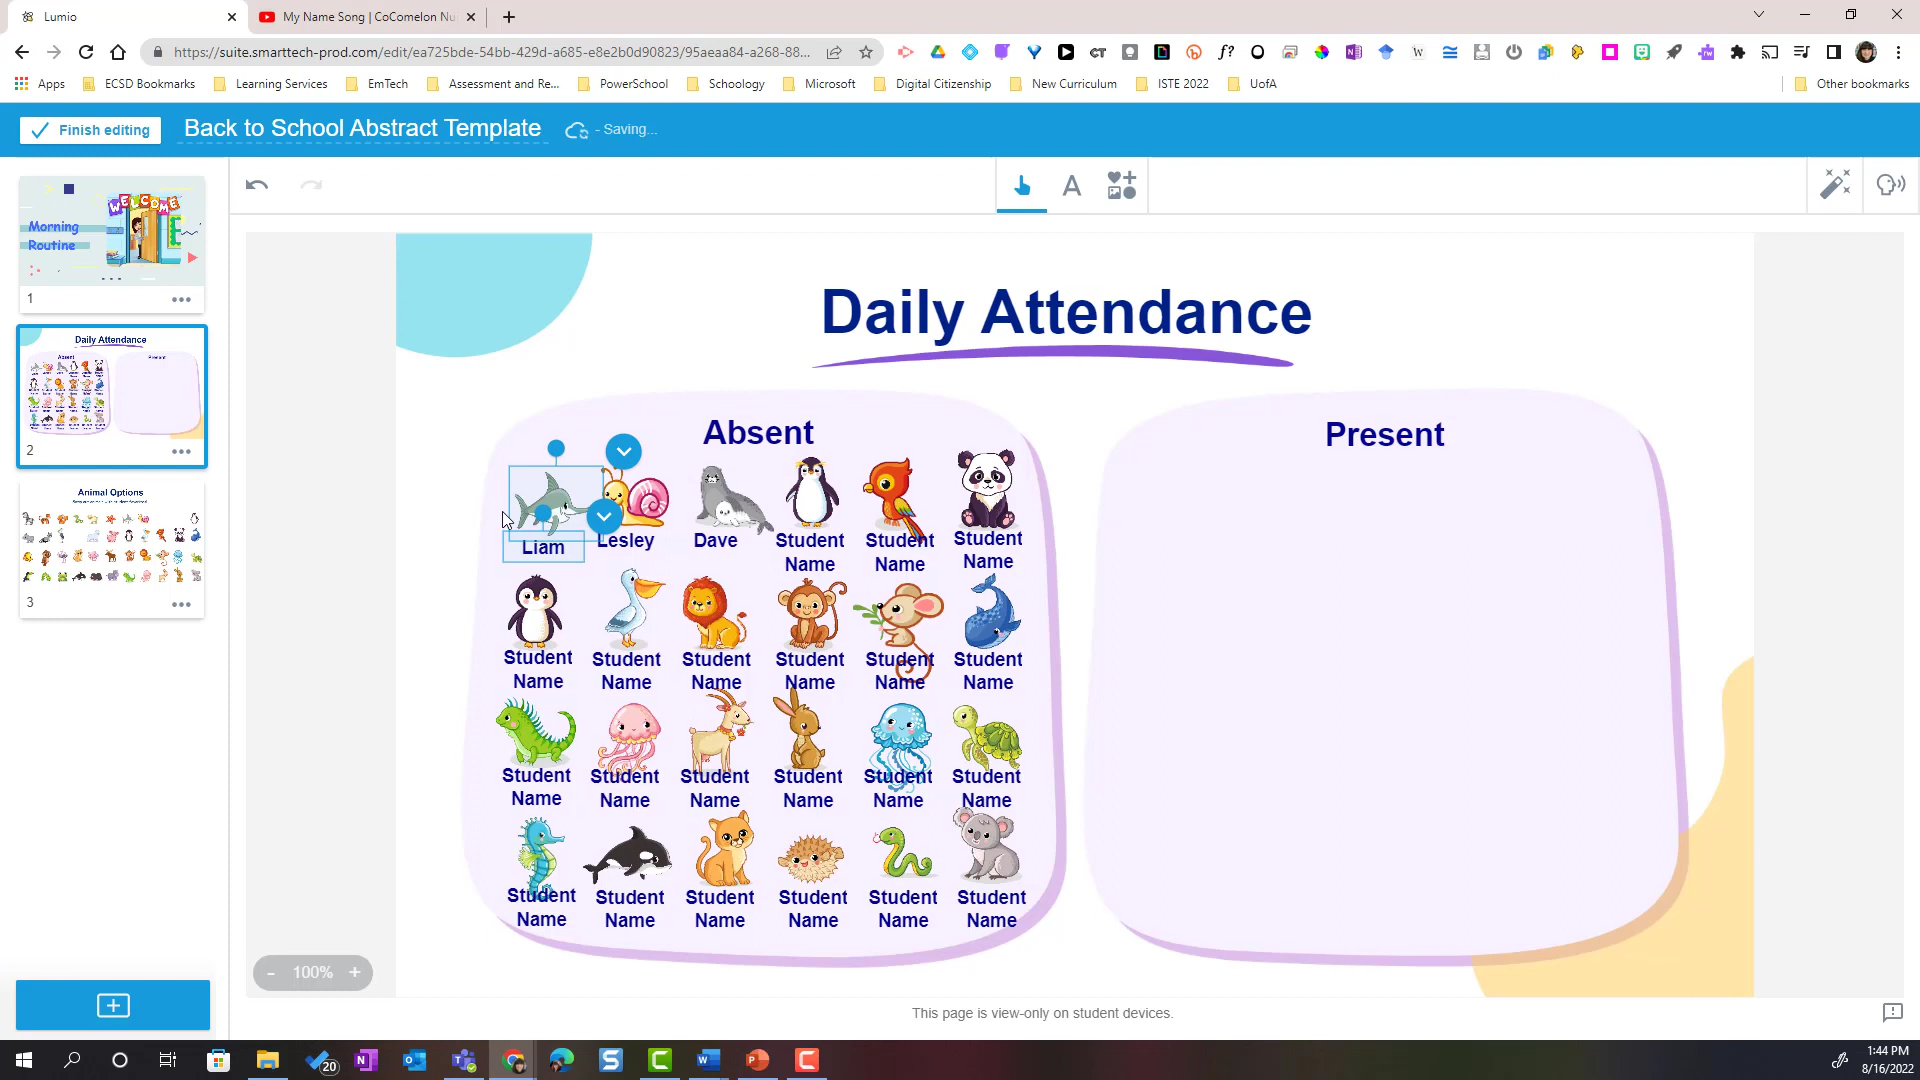 Lumio
My Name Song | CoComelon Nu
https://suite.smarttech-prod.com/edit/ea725bde-54bb-429d-a685-e8e2b0d90823/95aeaa84-a268-88...
Apps
ECSD Bookmarks
Learning Services
EmTech
Assessment and Re...
PowerSchool
Schoology
Microsoft
Digital Citizenship
New Curriculum
ISTE 2022
UofA
Other bookmarks
Finish editing
Back to School Abstract Template
- Saving...
WELCOME
Morning
Routine
1
Daily Attendance
Absent
Present
2
Animal Options
3
Daily Attendance
Absent
Present
Liam
Lesley
Dave
Student
Name
Student
Name
Student
Name
Student
Name
Student
Name
Student
Name
Student
Name
Student
Name
Student
Name
Student
Name
Student
Name
Student
Name
Student
Name
Student
Name
Student
Name
Student
Name
Student
Name
Student
Name
Student
Name
Student
Name
Student
Name
- 100% +
This page is view-only on student devices.
20
1:44 PM
8/16/2022